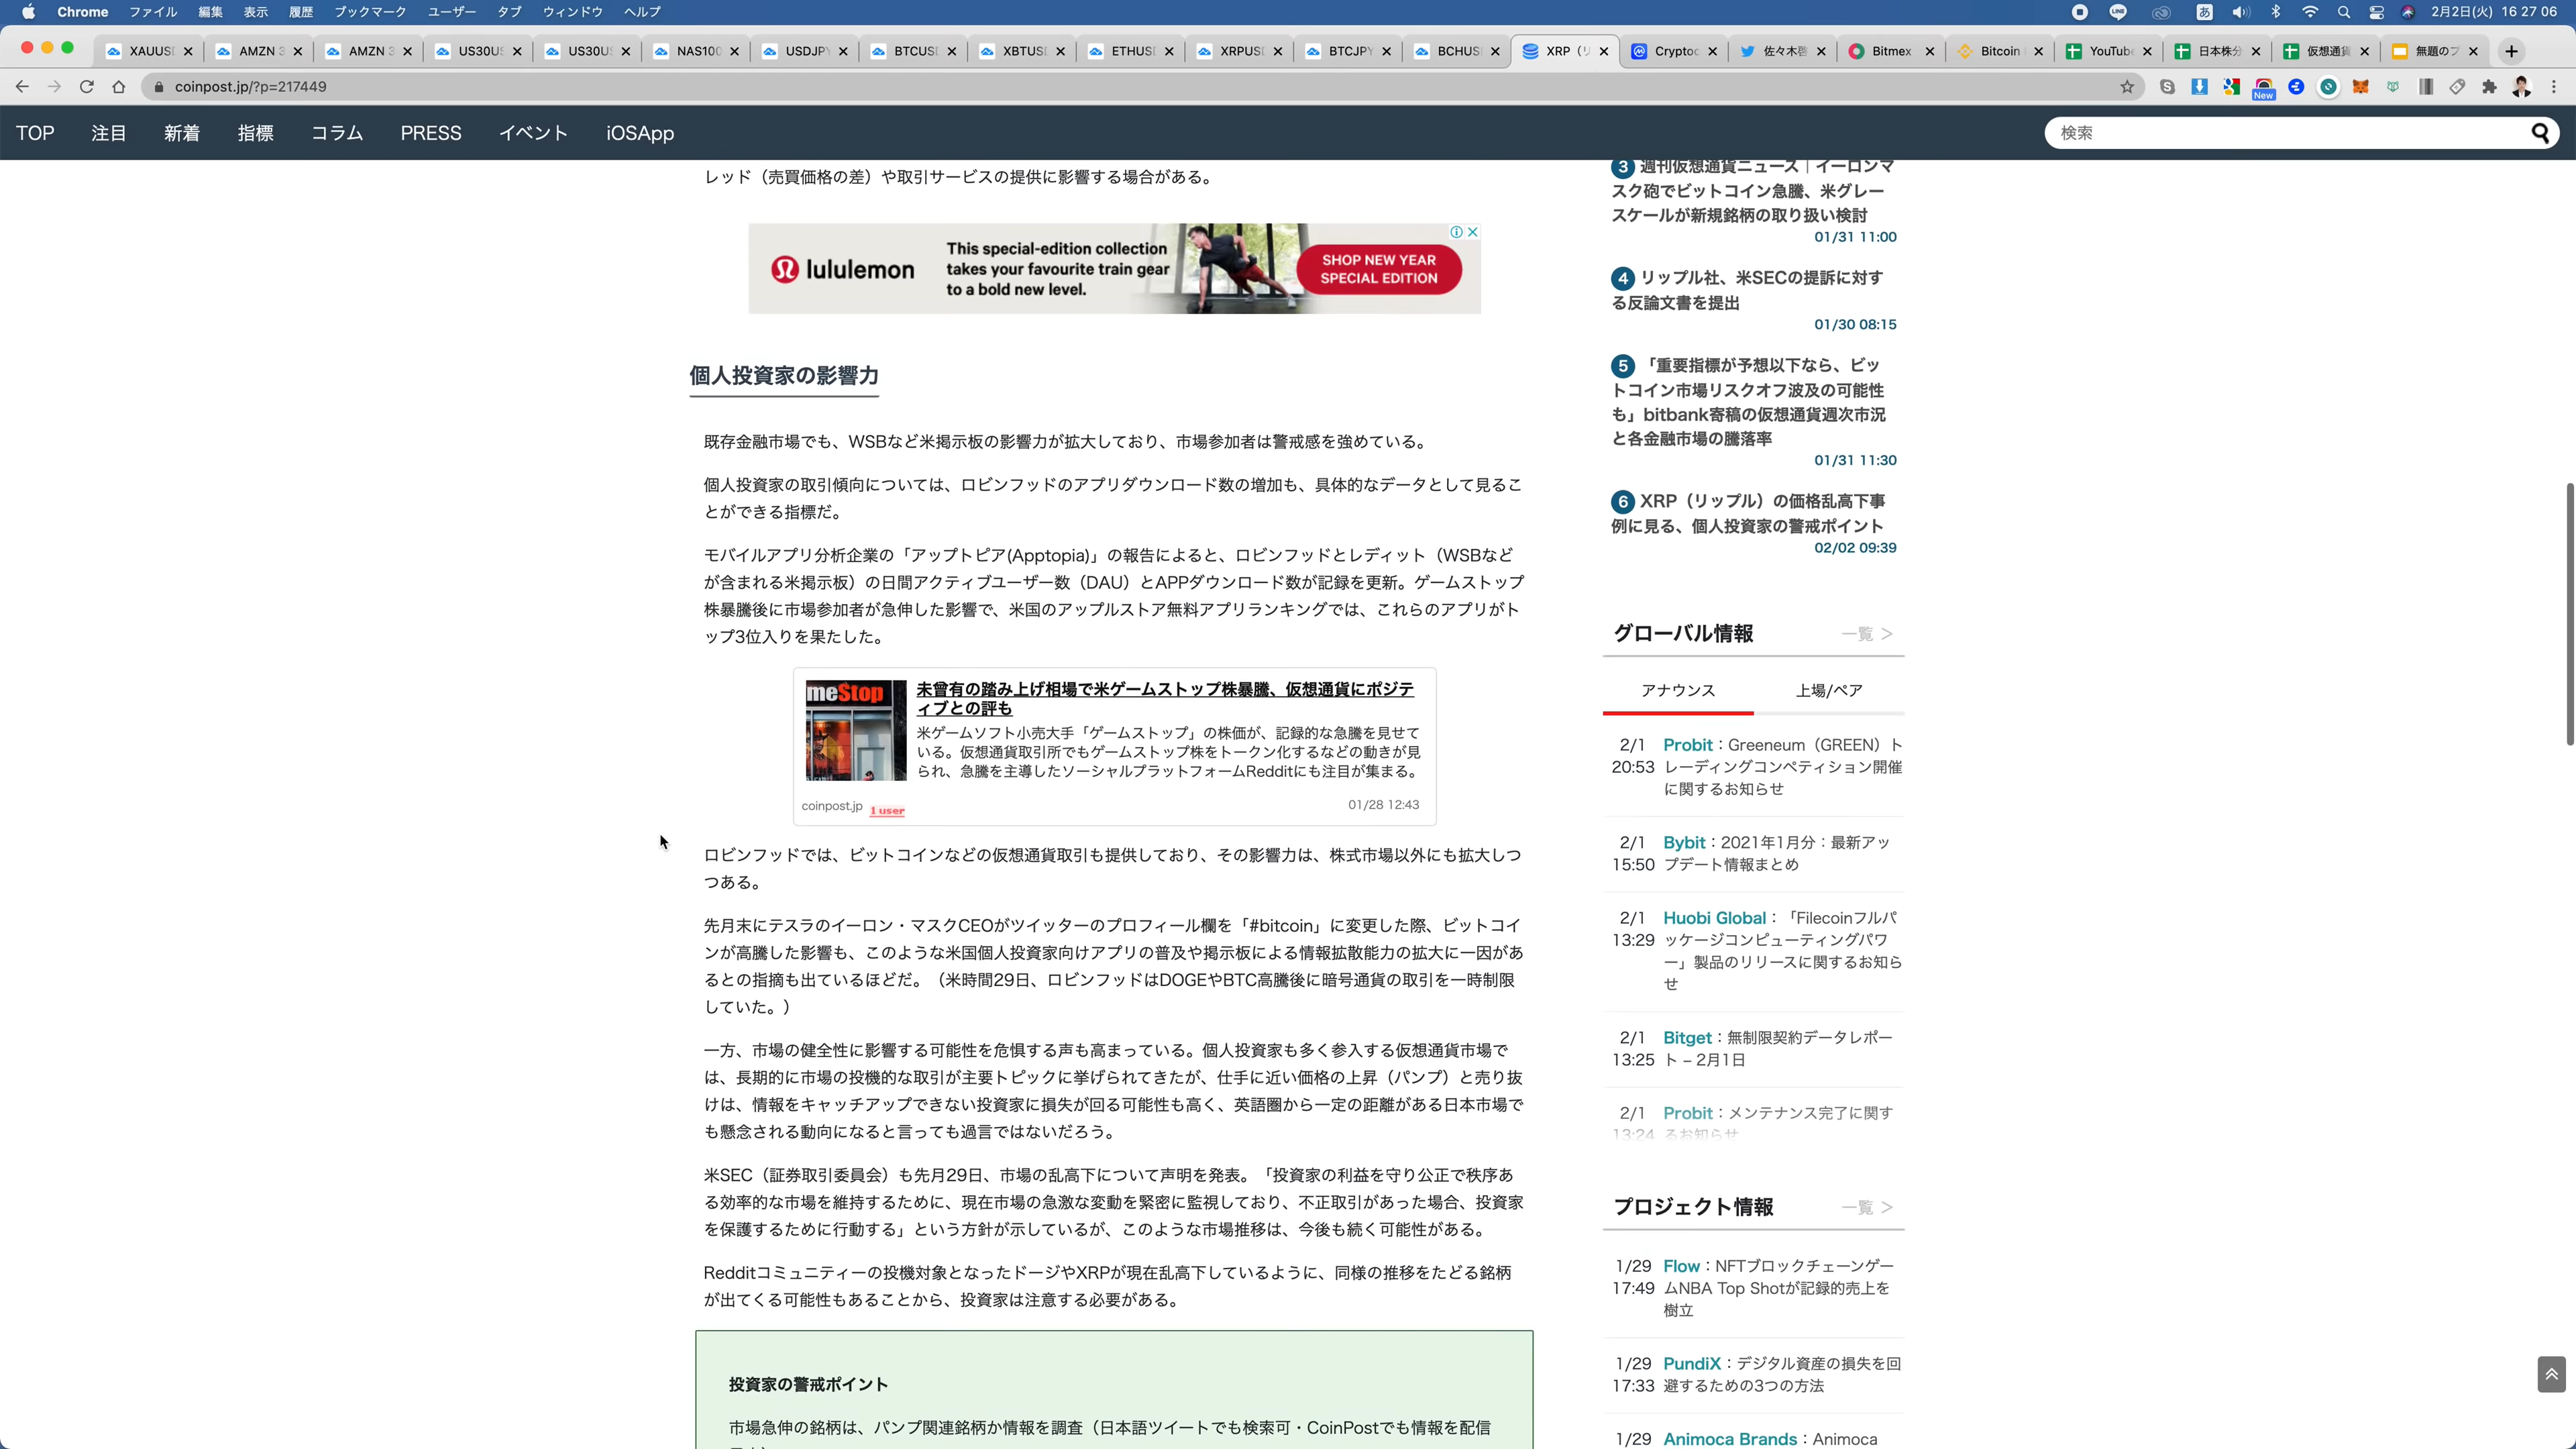 Chrome ファイル 編集 表示 履歴 ブックマーク ユーザー タブ ウィンドウ ヘルプ
LINE あ 2月2日(火) 16 27 06
XAUUSI AMZN 3 AMZN 3 US30US US30US NAS100 USDJPY BTCUSI XBTUSI ETHUSI XRPUSI BTCJPY BCHUSI XRP（リ Cryptoc 佐々木啓 Bitmex Bitcoin YouTube 日本株分 仮想通貨 無題のプ
coinpost.jp/?p=217449
New
TOP 注目 新着 指標 コラム PRESS イベント iOSApp
検索
レッド（売買価格の差）や取引サービスの提供に影響する場合がある。
lululemon
This special-edition collection
takes your favourite train gear
to a bold new level.
SHOP NEW YEAR
SPECIAL EDITION
個人投資家の影響力
既存金融市場でも、WSBなど米掲示板の影響力が拡大しており、市場参加者は警戒感を強めている。
個人投資家の取引傾向については、ロビンフッドのアプリダウンロード数の増加も、具体的なデータとして見るこ
とができる指標だ。
モバイルアプリ分析企業の「アップトピア(Apptopia)」の報告によると、ロビンフッドとレディット（WSBなど
が含まれる米掲示板）の日間アクティブユーザー数（DAU）とAPPダウンロード数が記録を更新。ゲームストップ
株暴騰後に市場参加者が急伸した影響で、米国のアップルストア無料アプリランキングでは、これらのアプリがト
ップ3位入りを果たした。
meStop
未曾有の踏み上げ相場で米ゲームストップ株暴騰、仮想通貨にポジテ
ィブとの評も
米ゲームソフト小売大手「ゲームストップ」の株価が、記録的な急騰を見せて
いる。仮想通貨取引所でもゲームストップ株をトークン化するなどの動きが見
られ、急騰を主導したソーシャルプラットフォームRedditにも注目が集まる。
coinpost.jp 1 user 01/28 12:43
ロビンフッドでは、ビットコインなどの仮想通貨取引も提供しており、その影響力は、株式市場以外にも拡大しつ
つある。
先月末にテスラのイーロン・マスクCEOがツイッターのプロフィール欄を「#bitcoin」に変更した際、ビットコイ
ンが高騰した影響も、このような米国個人投資家向けアプリの普及や掲示板による情報拡散能力の拡大に一因があ
るとの指摘も出ているほどだ。（米時間29日、ロビンフッドはDOGEやBTC高騰後に暗号通貨の取引を一時制限
していた。）
一方、市場の健全性に影響する可能性を危惧する声も高まっている。個人投資家も多く参入する仮想通貨市場で
は、長期的に市場の投機的な取引が主要トピックに挙げられてきたが、仕手に近い価格の上昇（パンプ）と売り抜
けは、情報をキャッチアップできない投資家に損失が回る可能性も高く、英語圏から一定の距離がある日本市場で
も懸念される動向になると言っても過言ではないだろう。
米SEC（証券取引委員会）も先月29日、市場の乱高下について声明を発表。「投資家の利益を守り公正で秩序あ
る効率的な市場を維持するために、現在市場の急激な変動を緊密に監視しており、不正取引があった場合、投資家
を保護するために行動する」という方針が示しているが、このような市場推移は、今後も続く可能性がある。
Redditコミュニティーの投機対象となったドージやXRPが現在乱高下しているように、同様の推移をたどる銘柄
が出てくる可能性もあることから、投資家は注意する必要がある。
投資家の警戒ポイント
市場急伸の銘柄は、パンプ関連銘柄か情報を調査（日本語ツイートでも検索可・CoinPostでも情報を配信
3 週刊仮想通貨ニュース｜イーロンマ
スク砲でビットコイン急騰、米グレー
スケールが新規銘柄の取り扱い検討
01/31 11:00
4 リップル社、米SECの提訴に対す
る反論文書を提出
01/30 08:15
5 「重要指標が予想以下なら、ビッ
トコイン市場リスクオフ波及の可能性
も」bitbank寄稿の仮想通貨週次市況
と各金融市場の騰落率
01/31 11:30
6 XRP（リップル）の価格乱高下事
例に見る、個人投資家の警戒ポイント
02/02 09:39
グローバル情報 一覧 >
アナウンス 上場/ペア
2/1 Probit：Greeneum（GREEN）ト
20:53 レーディングコンペティション開催
に関するお知らせ
2/1 Bybit：2021年1月分：最新アッ
15:50 プデート情報まとめ
2/1 Huobi Global：「Filecoinフルパ
13:29 ッケージコンピューティングパワ
ー」製品のリリースに関するお知ら
せ
2/1 Bitget：無制限契約データレポー
13:25 ト – 2月1日
2/1 Probit：メンテナンス完了に関す
13:24 るお知らせ
プロジェクト情報 一覧 >
1/29 Flow：NFTブロックチェーンゲー
17:49 ムNBA Top Shotが記録的売上を
樹立
1/29 PundiX：デジタル資産の損失を回
17:33 避するための3つの方法
1/29 Animoca Brands：Animoca